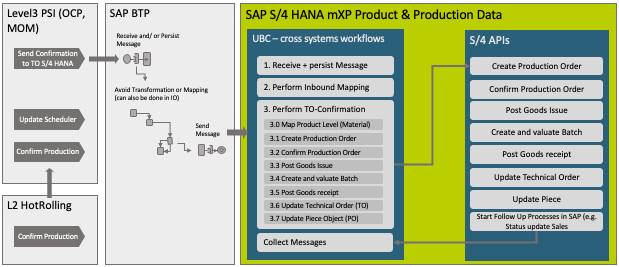 Level3 PSI (OCP,
MOM)
Send Confirmation
to TO S/4 HANA
Update Scheduler
Confirm Production
L2 HotRolling
Confirm Production
SAP BTP
Receive and/ or Persist
Message
Avoid Transformation or Mapping
(can also be done in IO)
Send
Message
SAP S/4 HANA mXP Product & Production Data
UBC – cross systems workflows
1. Receive + persist Message
2. Perform Inbound Mapping
3. Perform TO-Confirmation
3.0 Map Product Level (Material)
3.1 Create Production Order
3.2 Confirm Production Order
3.3 Post Goods Issue
3.4 Create and valuate Batch
3.5 Post Goods receipt
3.6 Update Technical Order (TO)
3.7 Update Piece Object (PO)
Collect Messages
S/4 APIs
Create Production Order
Confirm Production Order
Post Goods Issue
Create and valuate Batch
Post Goods receipt
Update Technical Order
Update Piece
Start Follow Up Processes in SAP (e.g.
Status update Sales